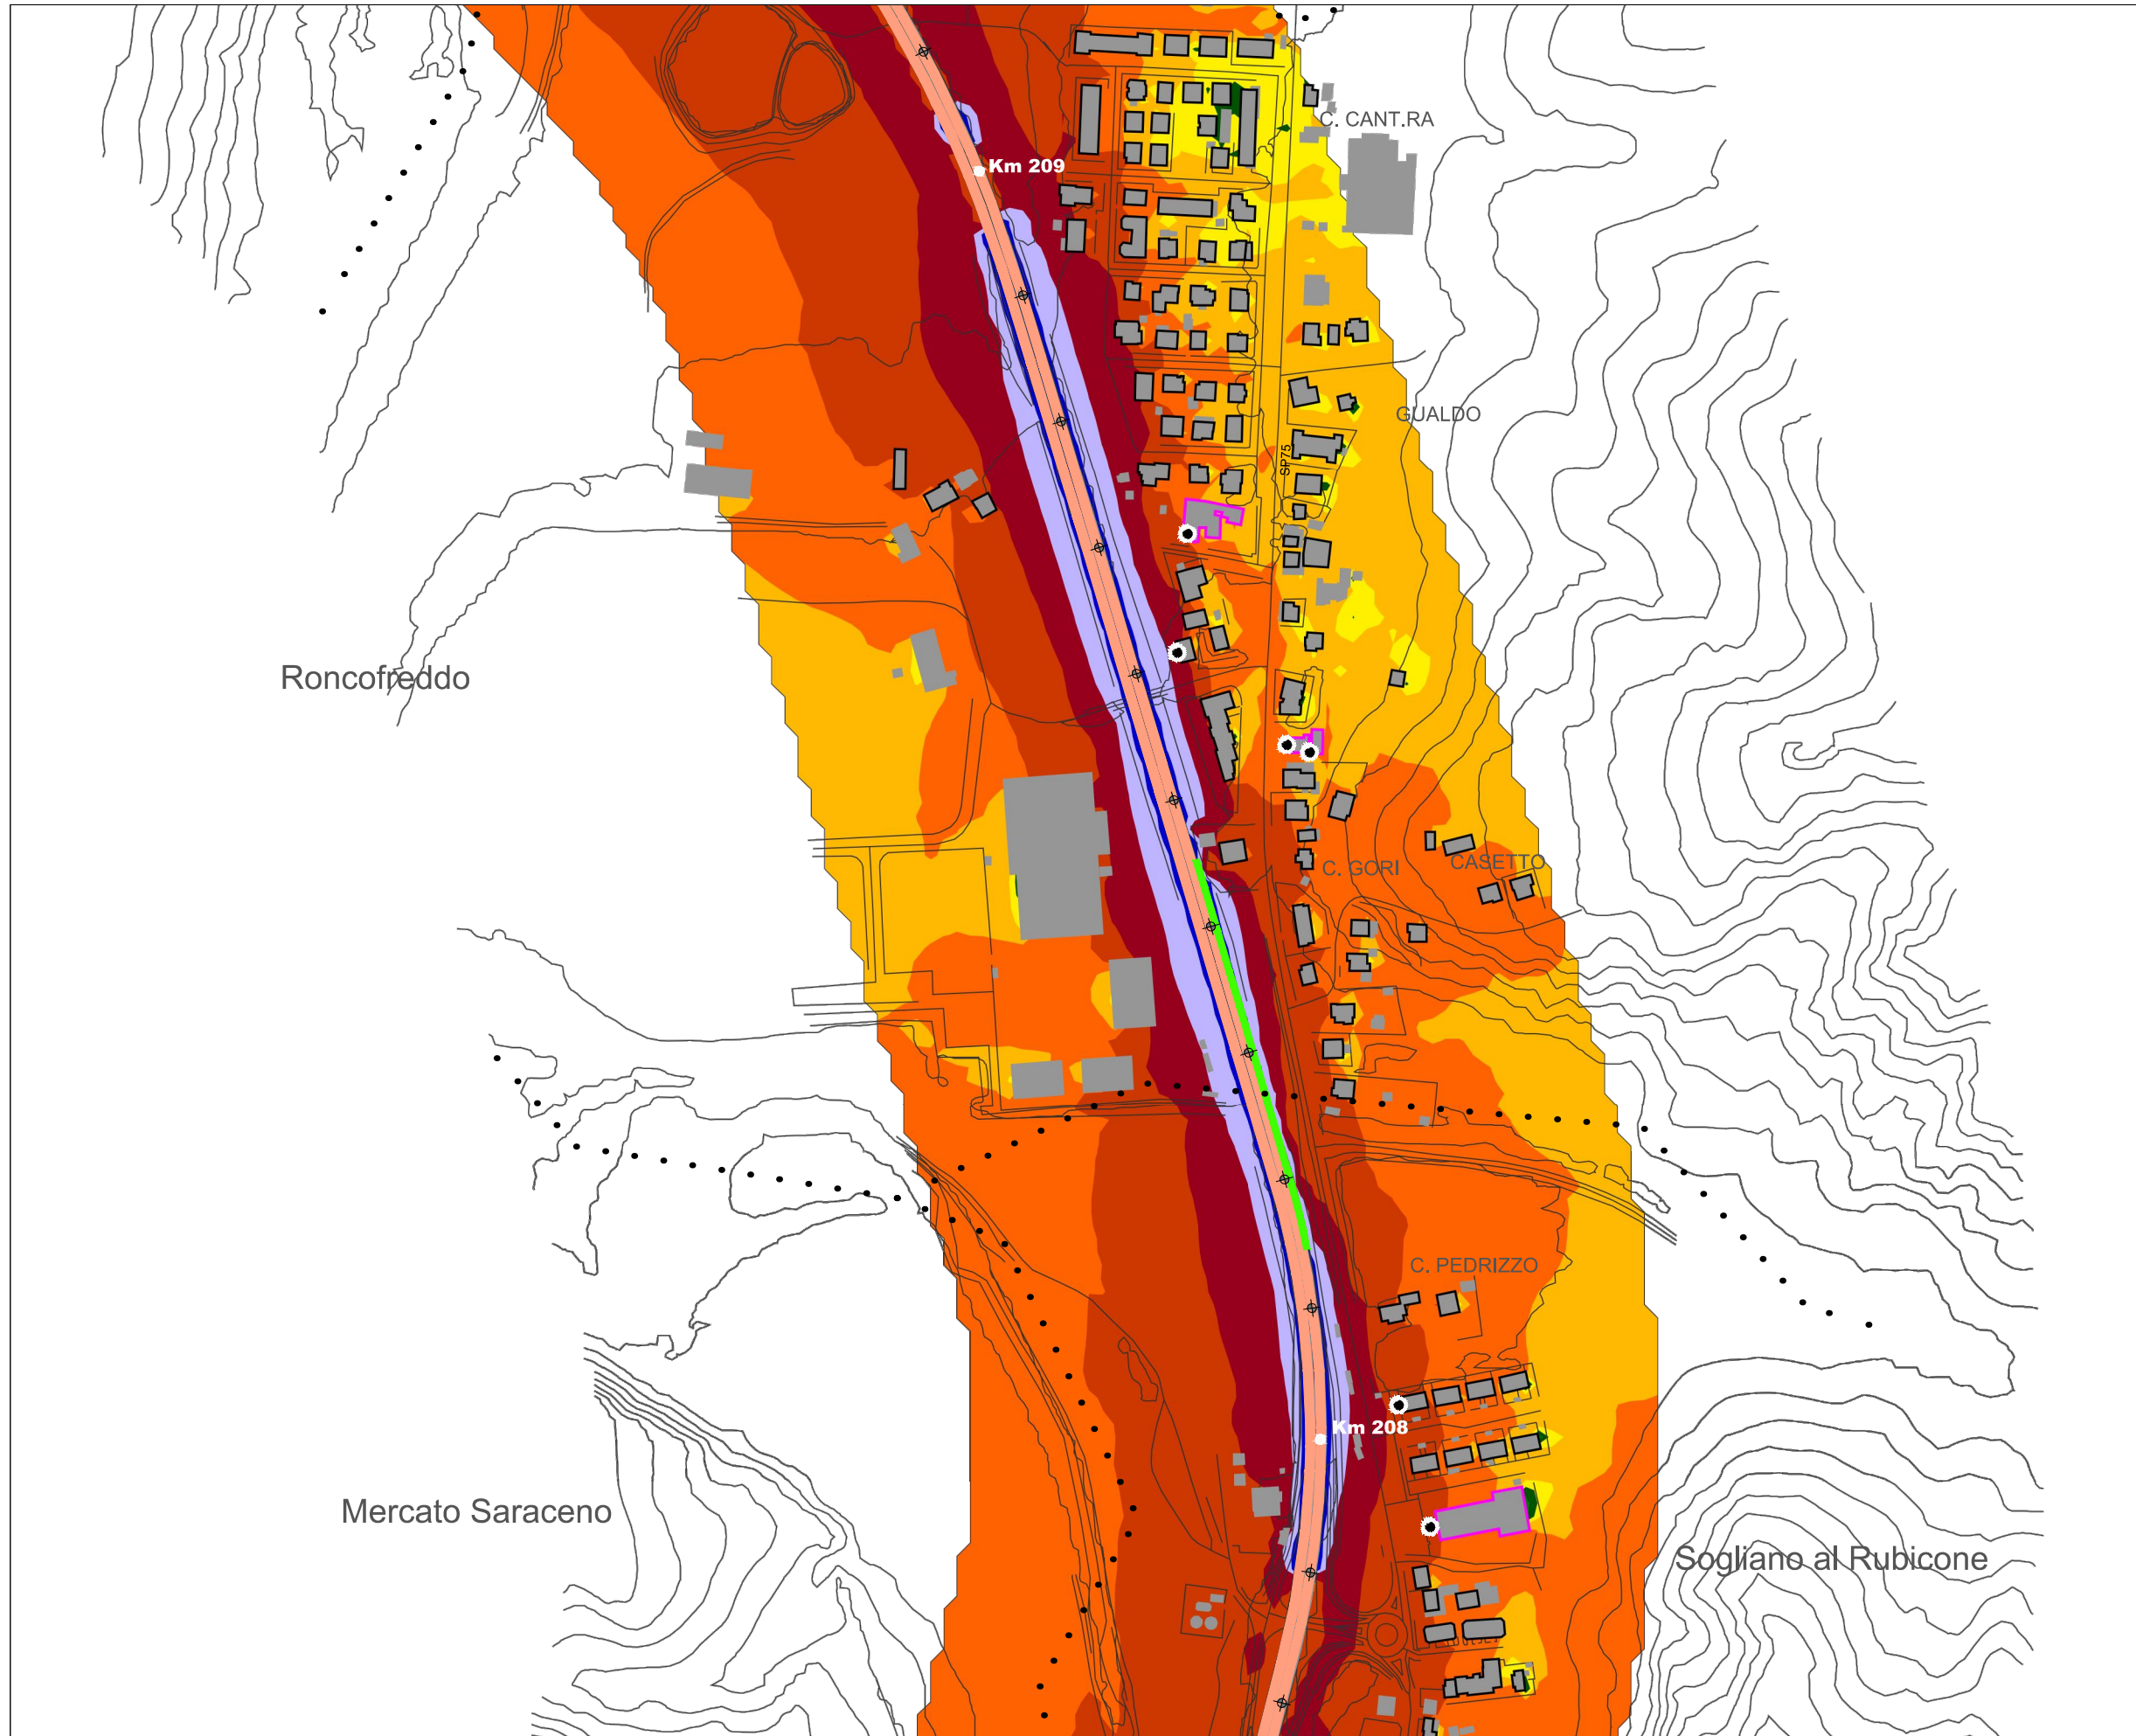 C. CANT.RA
Km 209
GUALDO
SP75
Roncofreddo
C. GORI
CASETTO
C. PEDRIZZO
Km 208
Mercato Saraceno
Sogliano al Rubicone